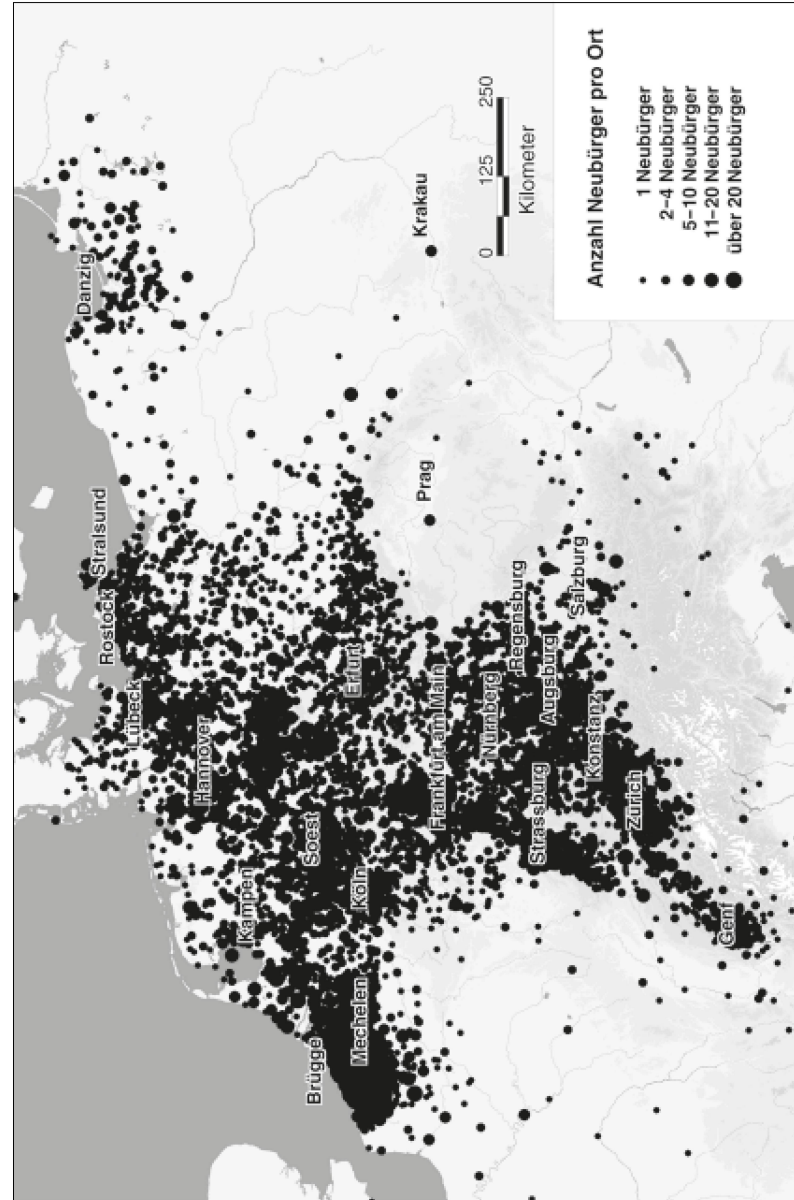 Brügge
Mechelen
Kampen
Köln
Soest
Hannover
Lübeck
Rostock
Stralsund
Danzig
Erfurt
Frankfurt am Main
Nürnberg
Regensburg
Augsburg
Strassburg
Konstanz
Zürich
Genf
Salzburg
Prag
Krakau
0 125 250
Kilometer
Anzahl Neubürger pro Ort
1 Neubürger
2–4 Neubürger
5–10 Neubürger
11–20 Neubürger
über 20 Neubürger